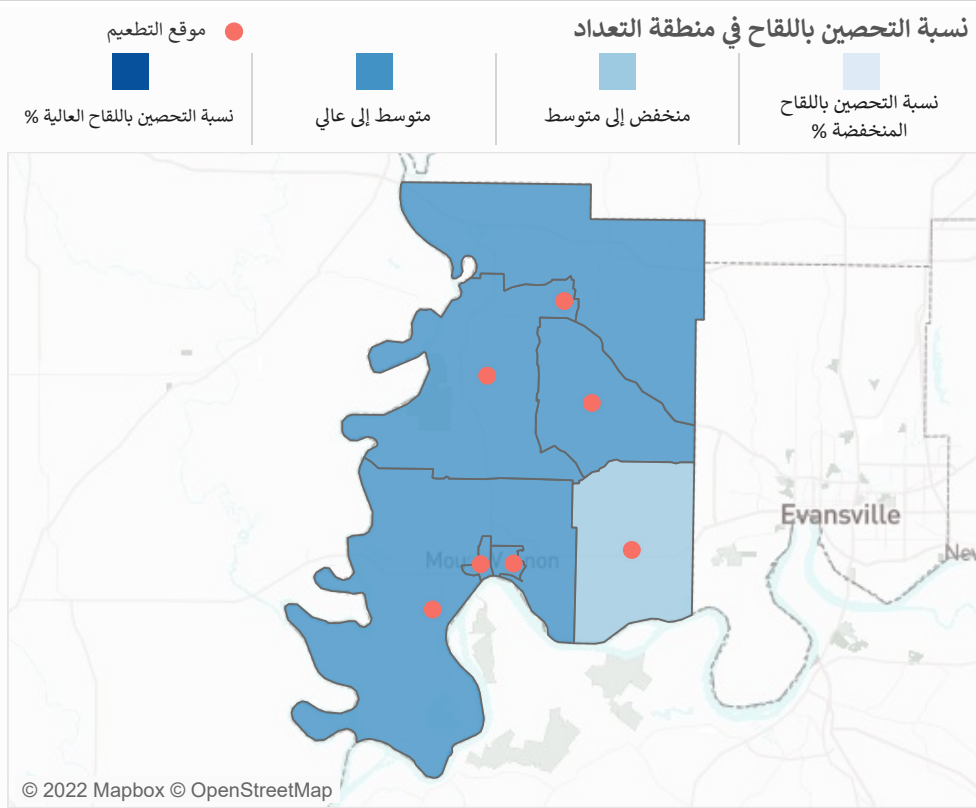 نسبة التحصين باللقاح في منطقة التعداد
موقع التطعيم
نسبة التحصين باللقاح
المنخفضة %
منخفض إلى متوسط
متوسط إلى عالي
نسبة التحصين باللقاح العالية %
Evansville
Mount Vernon
New
© 2022 Mapbox © OpenStreetMap